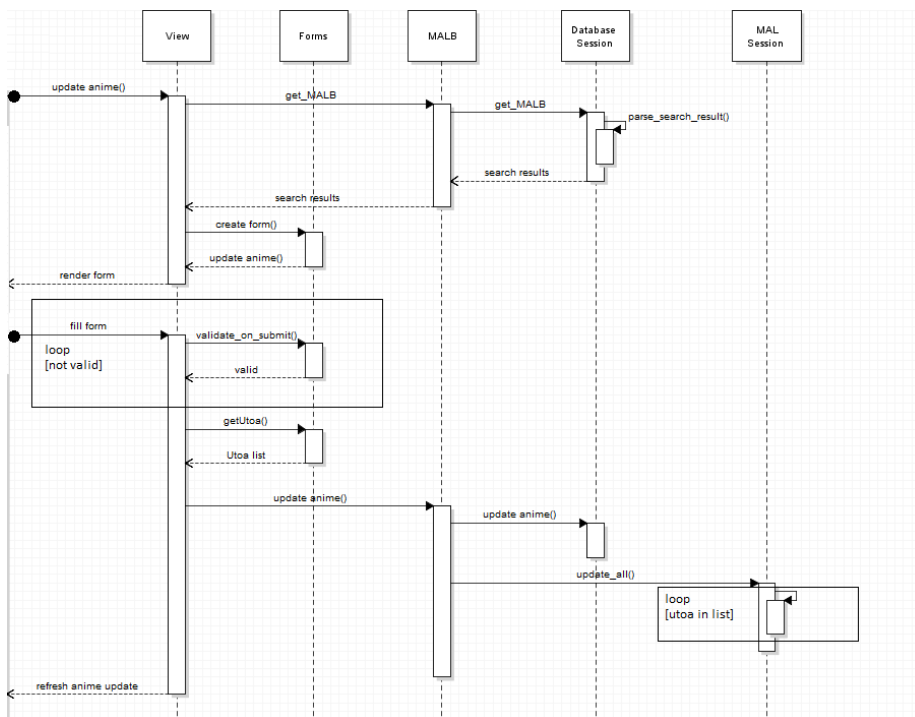 View
Forms
MALB
Database
Session
MAL
Session
update anime()
get_MALB
get_MALB
parse_search_result()
search results
search results
create form()
update anime()
render form
fill form
validate_on_submit()
loop
[not valid]
valid
getUtoa()
Utoa list
update anime()
update anime()
update_all()
loop
[utoa in list]
refresh anime update